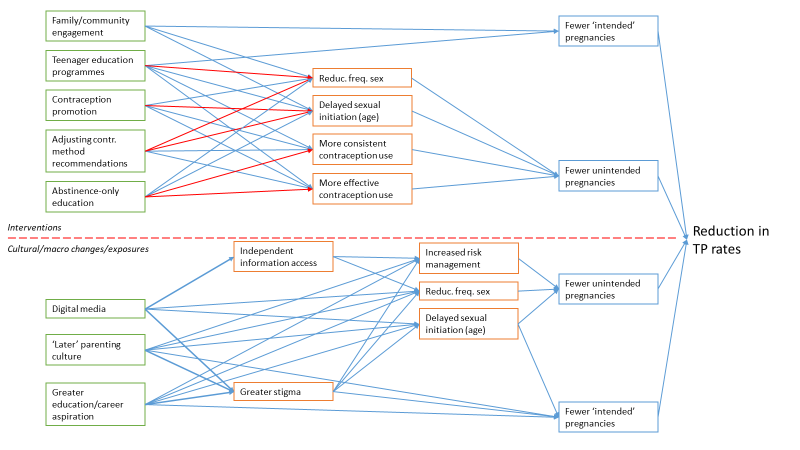 Family/community
engagement
Fewer ‘intended’
pregnancies
Teenager education
programmes
Reduc. freq. sex
Contraception
promotion
Delayed sexual
initiation (age)
Adjusting contr.
method
recommendations
More consistent
contraception use
Abstinence-only
education
More effective
contraception use
Fewer unintended
pregnancies
Interventions
Reduction in
TP rates
Cultural/macro changes/exposures
Independent
information access
Increased risk
management
Digital media
Reduc. freq. sex
Fewer unintended
pregnancies
‘Later’ parenting
culture
Delayed sexual
initiation (age)
Greater
education/career
aspiration
Greater stigma
Fewer ‘intended’
pregnancies